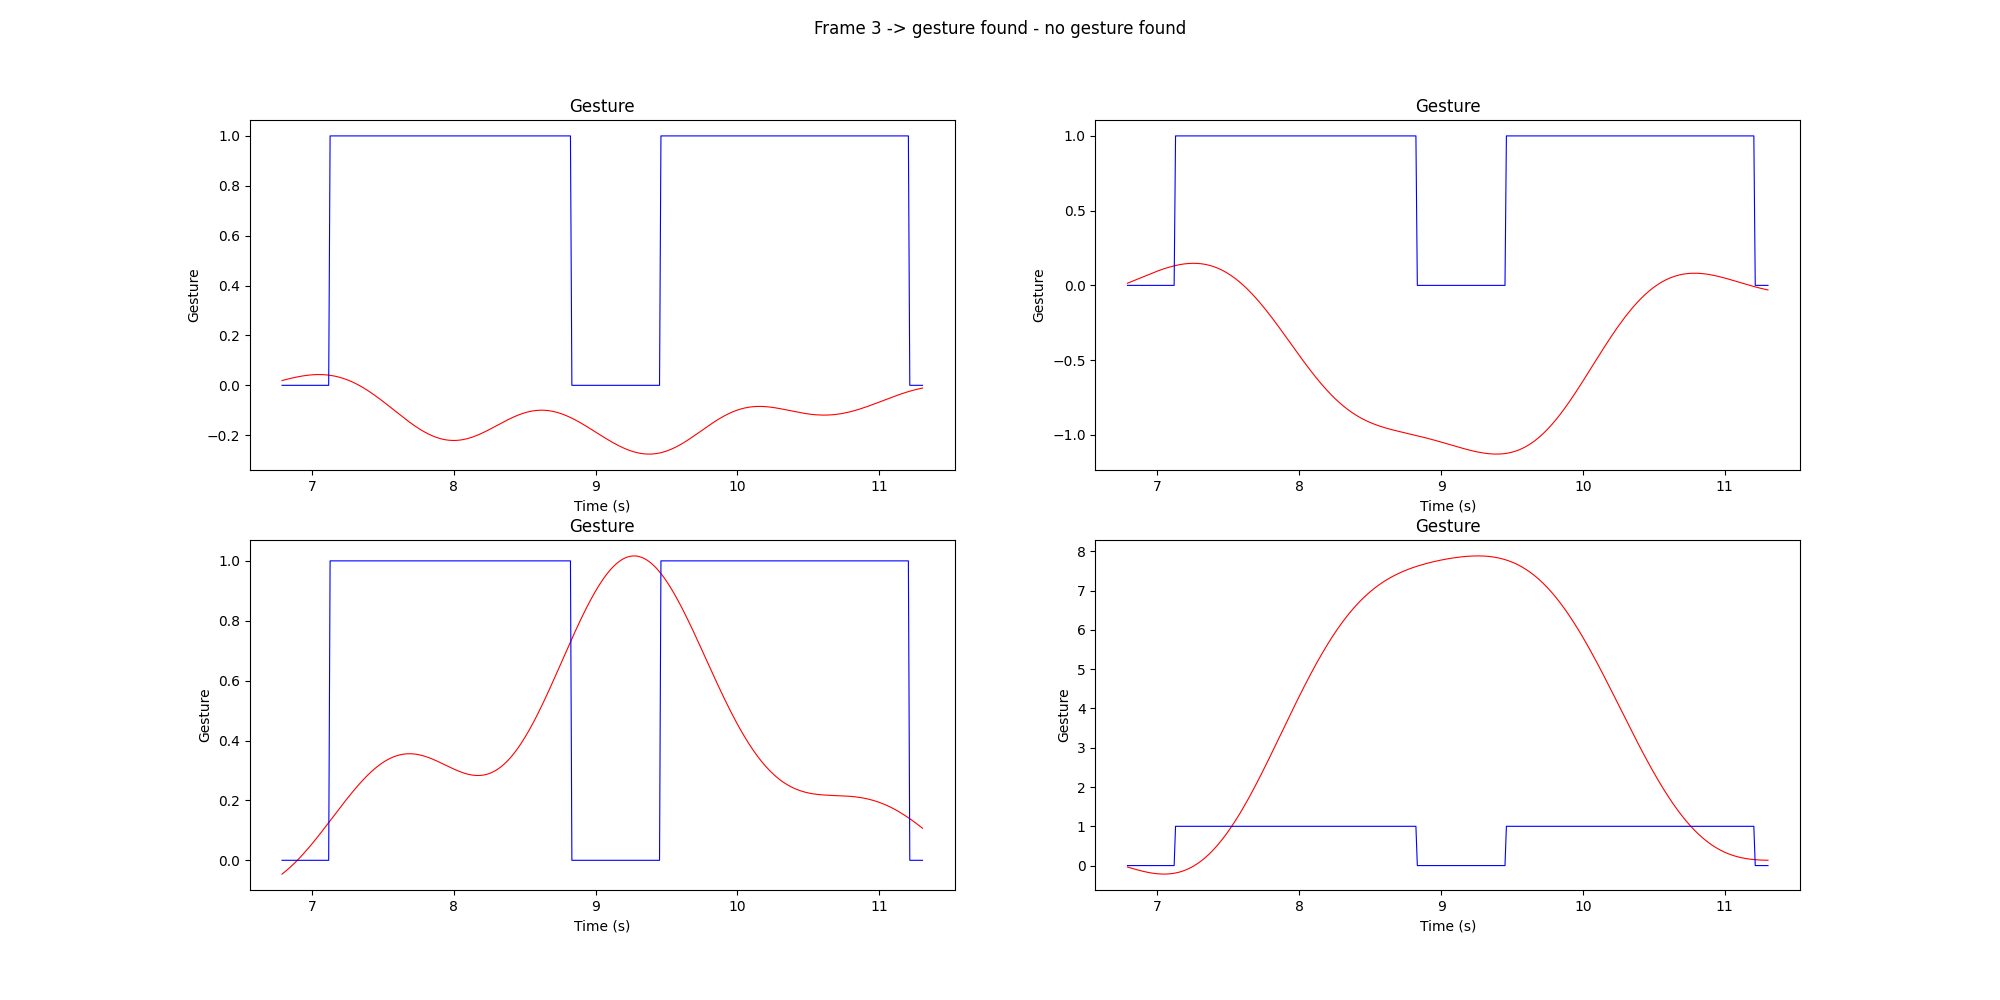 Frame 3 -> gesture found - no gesture found
Gesture
1.0
0.8
0.6
0.4
0.2
0.0
−0.2
Gesture
7 8 9 10 11
Time (s)
Gesture
1.0
0.5
0.0
−0.5
−1.0
Gesture
7 8 9 10 11
Time (s)
Gesture
1.0
0.8
0.6
0.4
0.2
0.0
Gesture
7 8 9 10 11
Time (s)
Gesture
8
7
6
5
4
3
2
1
0
Gesture
7 8 9 10 11
Time (s)